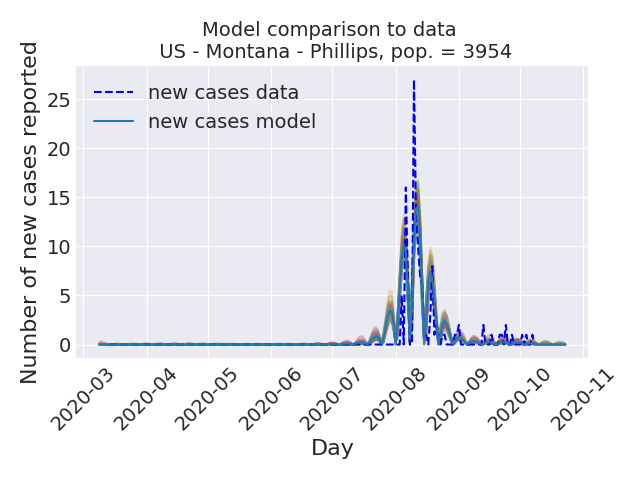 Model comparison to data
US - Montana - Phillips, pop. = 3954
Number of new cases reported
new cases data
new cases model
25
20
15
10
5
0
2020-03
2020-04
2020-05
2020-06
2020-07
2020-08
2020-09
2020-10
2020-11
Day